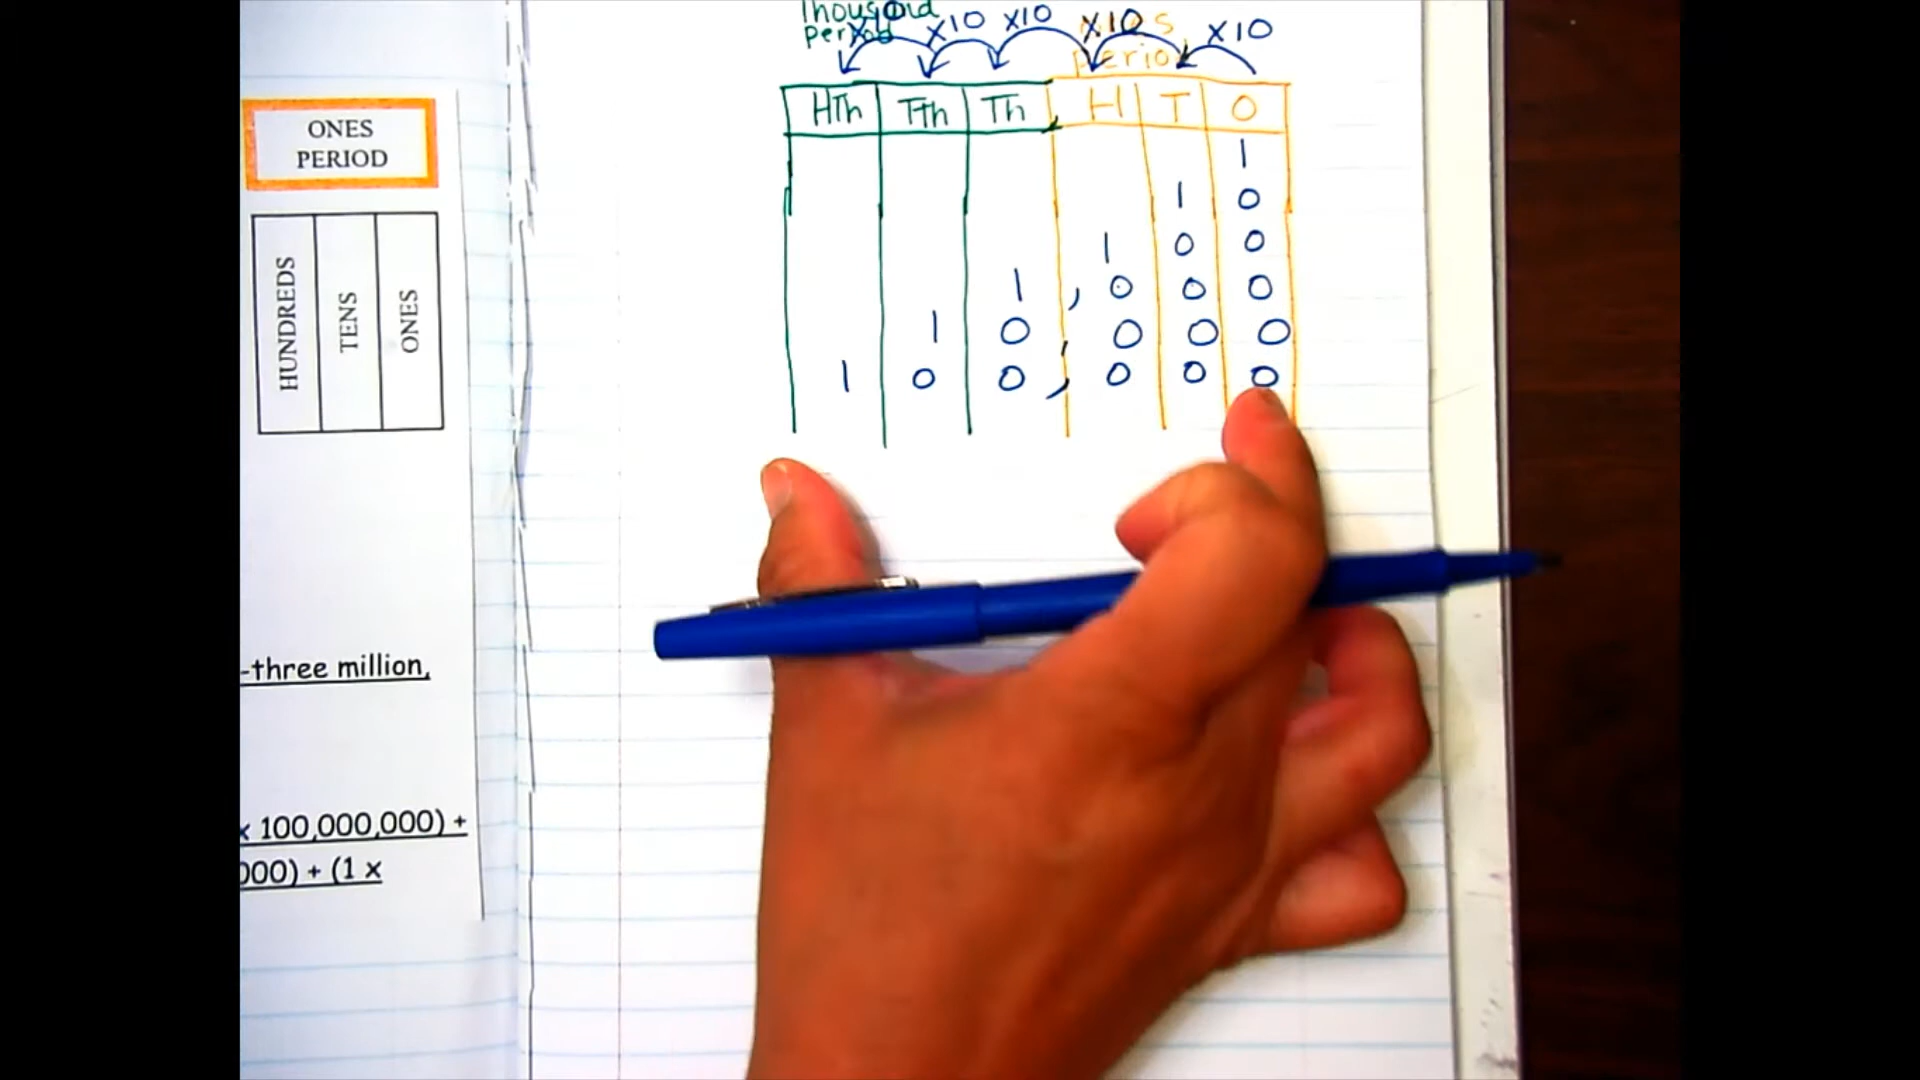 ONES
PERIOD
HUNDREDS
TENS
ONES
-three million,
x 100,000,000) +
000) + (1 x
Thousand
period
period
x10 x10 x10 x10 x10
HTh TTh Th H T O
1
1 0
1 0 0
1 , 0 0 0
1 0 , 0 0 0
1 0 0 , 0 0 0